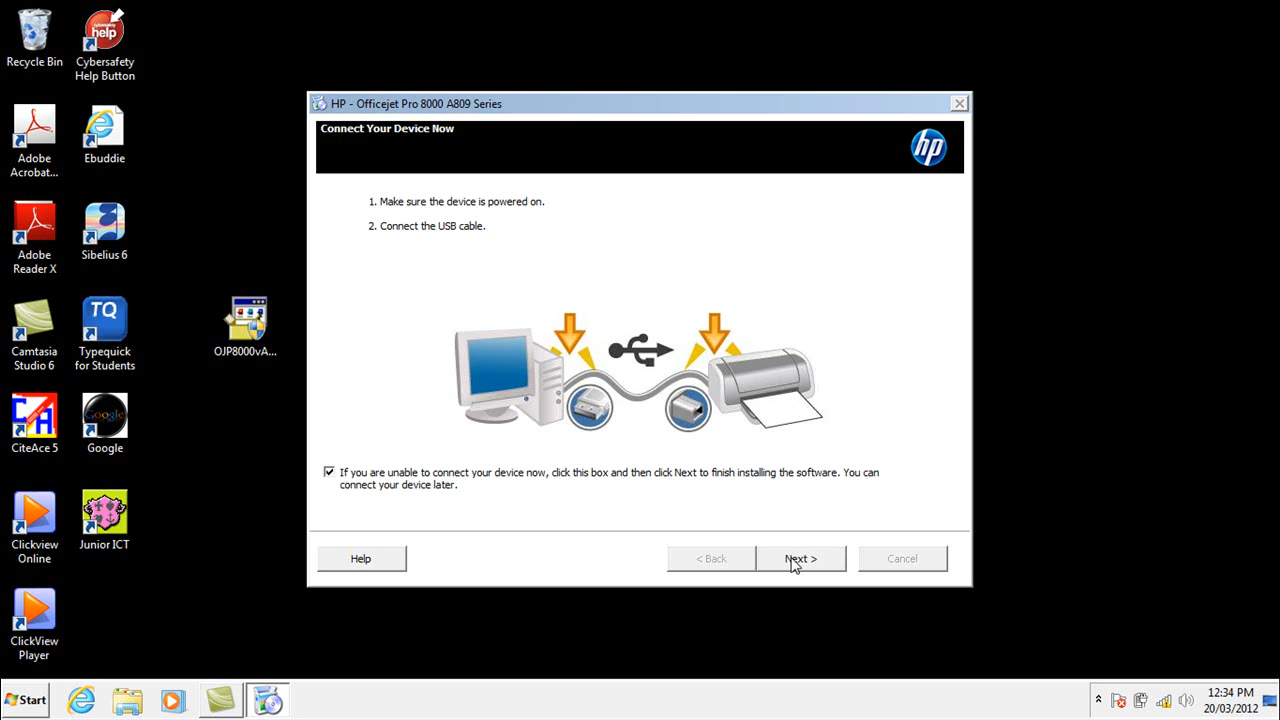 Recycle Bin
Cybersafety
Help Button
help
Adobe
Acrobat...
Ebuddie
Adobe
Reader X
Sibelius 6
Camtasia
Studio 6
TQ
Typequick
for Students
OJP8000vA...
CiteAce 5
Google
Google
Clickview
Online
Junior ICT
ClickView
Player
HP - Officejet Pro 8000 A809 Series
Connect Your Device Now
hp
1. Make sure the device is powered on.
2. Connect the USB cable.
If you are unable to connect your device now, click this box and then click Next to finish installing the software. You can
connect your device later.
Help
< Back
Next >
Cancel
Start
12:34 PM
20/03/2012